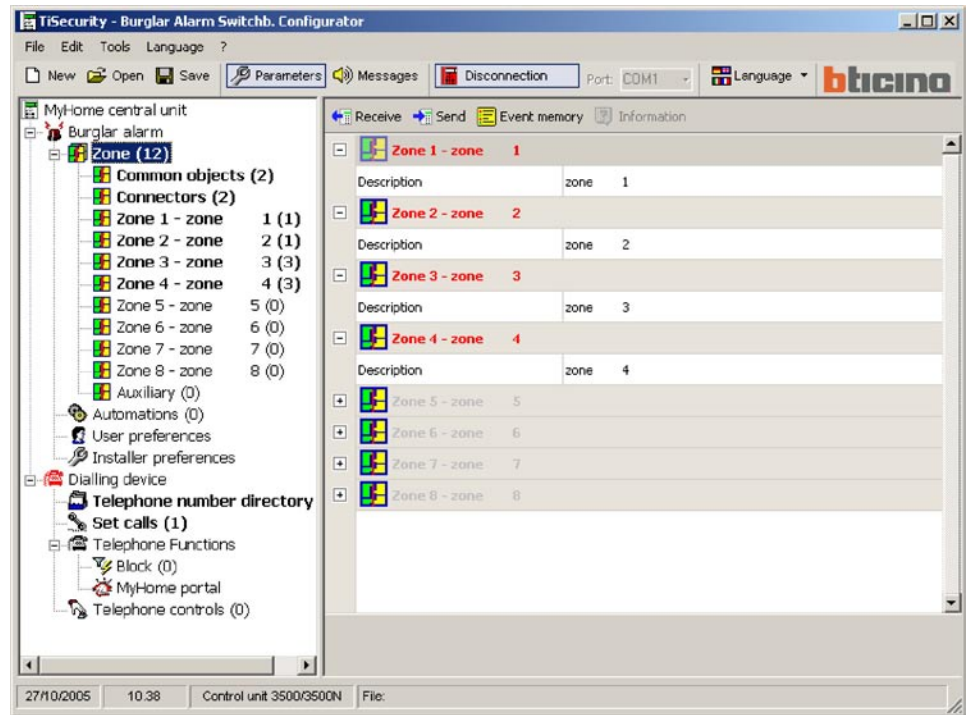 TiSecurity - Burglar Alarm Switchb. Configurator
File Edit Tools Language ?
New Open Save Parameters Messages Disconnection Port: COM1 Language bticino
MyHome central unit
Burglar alarm
Zone (12)
Common objects (2)
Connectors (2)
Zone 1 - zone 1 (1)
Zone 2 - zone 2 (1)
Zone 3 - zone 3 (3)
Zone 4 - zone 4 (3)
Zone 5 - zone 5 (0)
Zone 6 - zone 6 (0)
Zone 7 - zone 7 (0)
Zone 8 - zone 8 (0)
Auxiliary (0)
Automations (0)
User preferences
Installer preferences
Dialling device
Telephone number directory
Set calls (1)
Telephone Functions
Block (0)
MyHome portal
Telephone controls (0)
Receive Send Event memory Information
Zone 1 - zone 1
Description zone 1
Zone 2 - zone 2
Description zone 2
Zone 3 - zone 3
Description zone 3
Zone 4 - zone 4
Description zone 4
Zone 5 - zone 5
Zone 6 - zone 6
Zone 7 - zone 7
Zone 8 - zone 8
27/10/2005 10.38 Control unit 3500/3500N File: